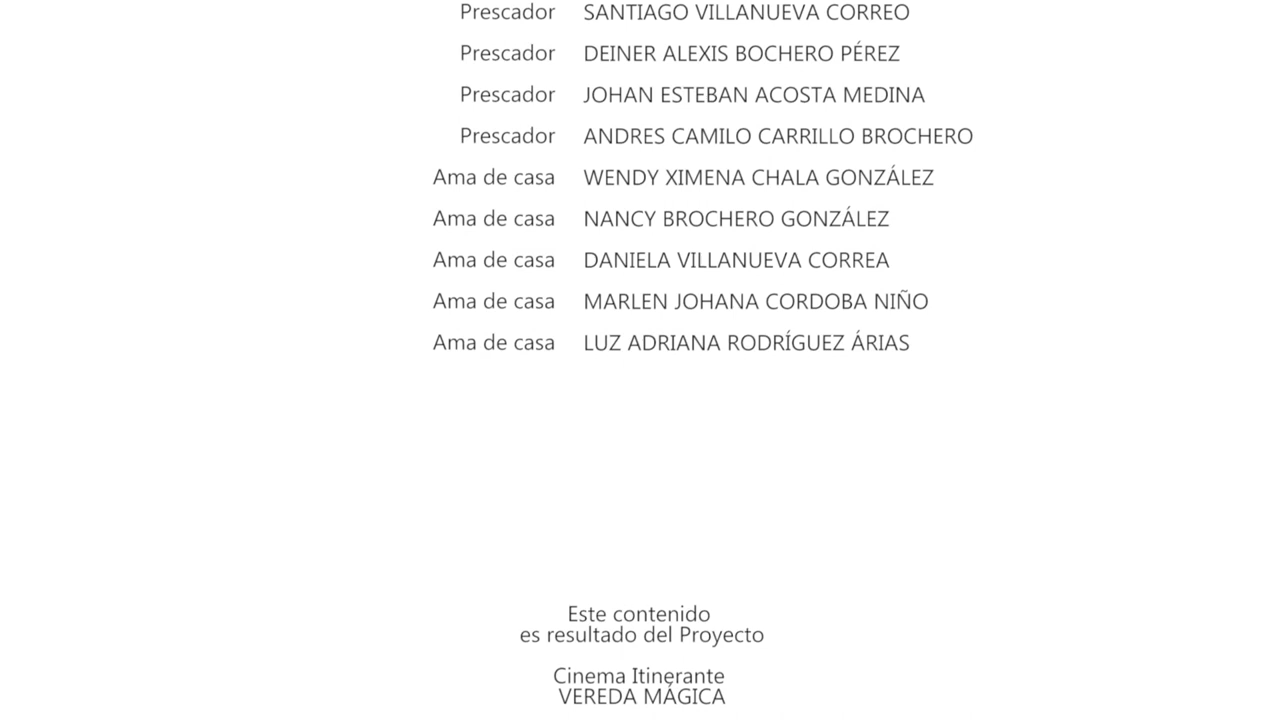 Prescador SANTIAGO VILLANUEVA CORREO
Prescador DEINER ALEXIS BOCHERO PÉREZ
Prescador JOHAN ESTEBAN ACOSTA MEDINA
Prescador ANDRES CAMILO CARRILLO BROCHERO
Ama de casa WENDY XIMENA CHALA GONZÁLEZ
Ama de casa NANCY BROCHERO GONZÁLEZ
Ama de casa DANIELA VILLANUEVA CORREA
Ama de casa MARLEN JOHANA CORDOBA NIÑO
Ama de casa LUZ ADRIANA RODRÍGUEZ ÁRIAS
Este contenido
es resultado del Proyecto
Cinema Itinerante
VEREDA MÁGICA